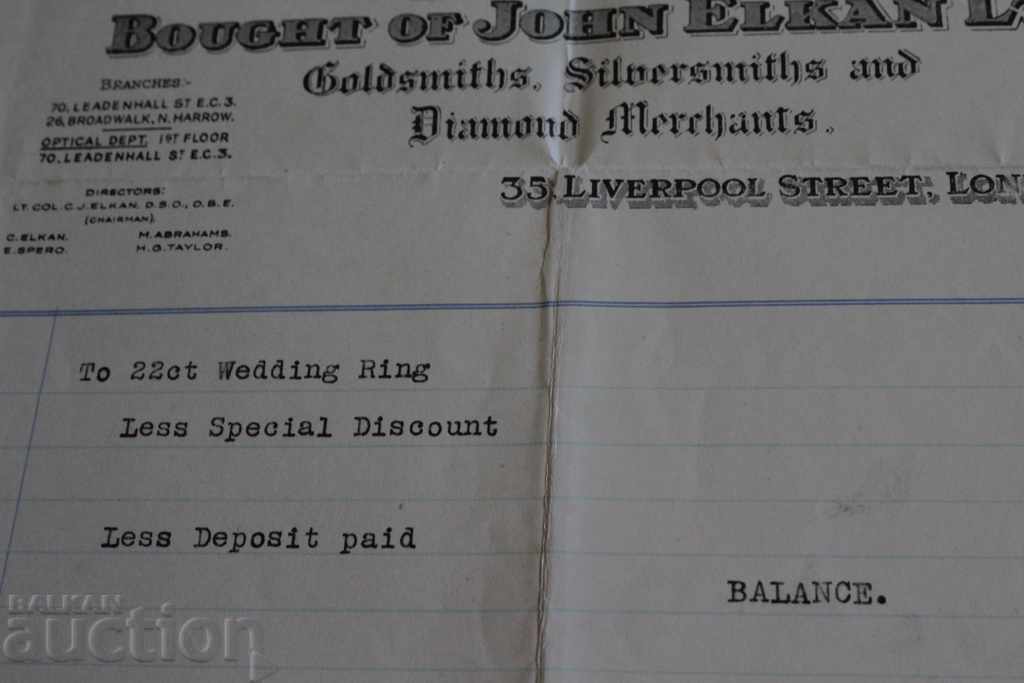 BOUGHT OF JOHN ELKAN LT
Goldsmiths, Silversmiths and
Diamond Merchants.
35, LIVERPOOL STREET, LON
BRANCHES:-
70, LEADENHALL ST E.C.3.
26, BROADWALK, N. HARROW.
OPTICAL DEPT. 1ST FLOOR
70, LEADENHALL ST E.C.3.
DIRECTORS:
LT. COL. C.J. ELKAN. D.S.O., O.B.E.
(CHAIRMAN).
C. ELKAN. M. ABRAHAMS.
E. SPERO. H.G. TAYLOR.
To 22ct Wedding Ring
Less Special Discount
Less Deposit paid
BALANCE.
BALKAN
auction